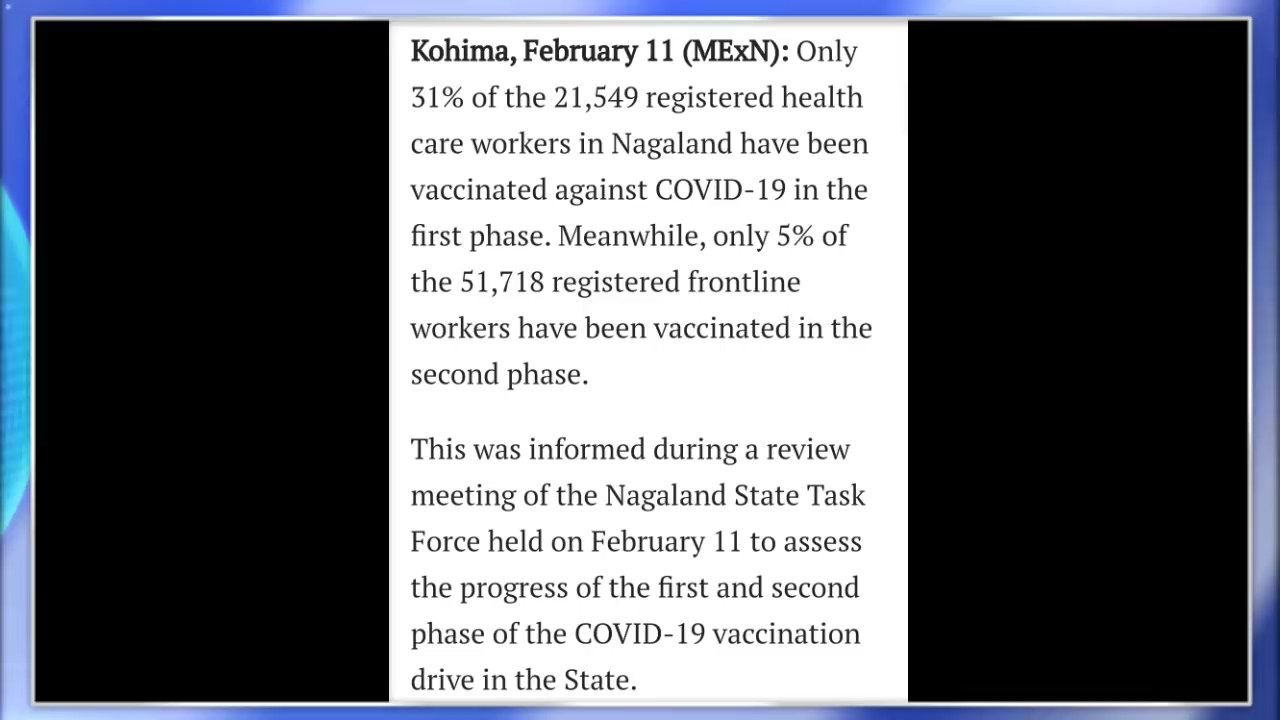 Kohima, February 11 (MExN): Only
31% of the 21,549 registered health
care workers in Nagaland have been
vaccinated against COVID-19 in the
first phase. Meanwhile, only 5% of
the 51,718 registered frontline
workers have been vaccinated in the
second phase.
This was informed during a review
meeting of the Nagaland State Task
Force held on February 11 to assess
the progress of the first and second
phase of the COVID-19 vaccination
drive in the State.